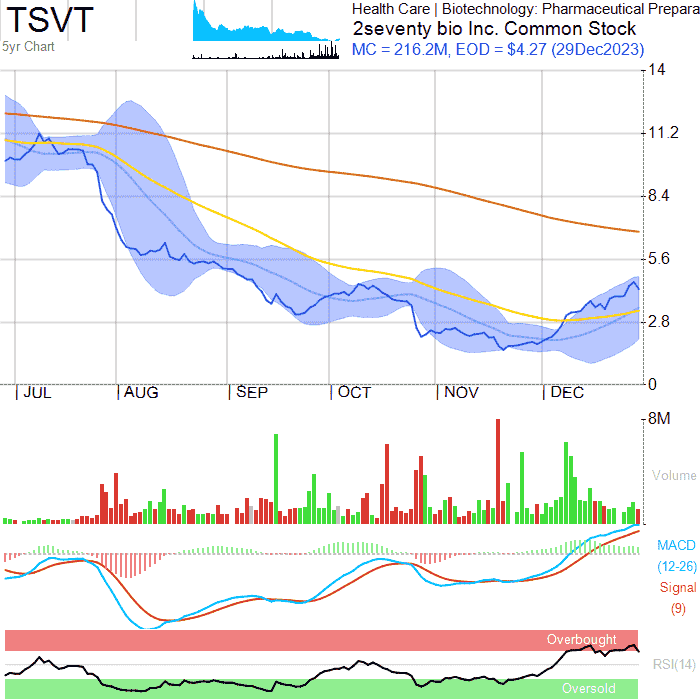 TSVT
5yr Chart
Health Care | Biotechnology: Pharmaceutical Prepara
2seventy bio Inc. Common Stock
MC = 216.2M, EOD = $4.27 (29Dec2023)
14
11.2
8.4
5.6
2.8
0
JUL AUG SEP OCT NOV DEC
8M
Volume
MACD
(12-26)
Signal
(9)
Overbought
RSI(14)
Oversold